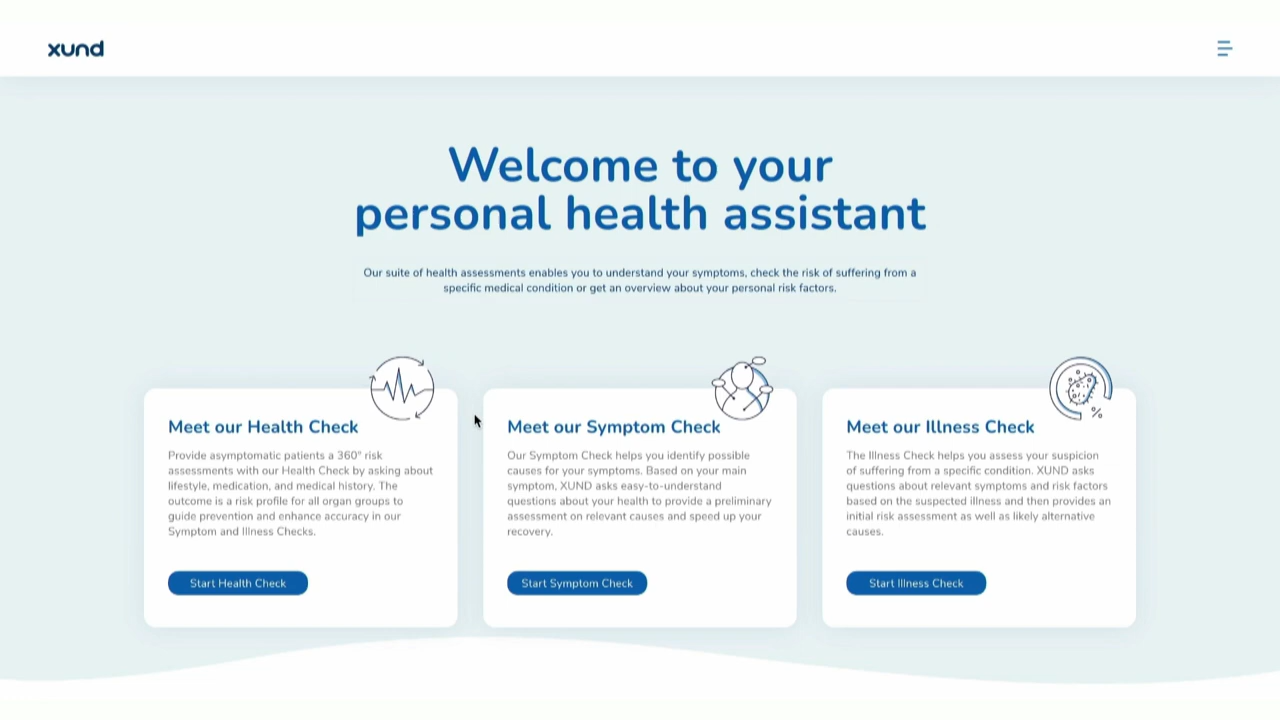 xund
Welcome to your
personal health assistant
Our suite of health assessments enables you to understand your symptoms, check the risk of suffering from a
specific medical condition or get an overview about your personal risk factors.
Meet our Health Check
Provide asymptomatic patients a 360° risk
assessments with our Health Check by asking about
lifestyle, medication, and medical history. The
outcome is a risk profile for all organ groups to
guide prevention and enhance accuracy in our
Symptom and Illness Checks.
Start Health Check
Meet our Symptom Check
Our Symptom Check helps you identify possible
causes for your symptoms. Based on your main
symptom, XUND asks easy-to-understand
questions about your health to provide a preliminary
assessment on relevant causes and speed up your
recovery.
Start Symptom Check
%
Meet our Illness Check
The Illness Check helps you assess your suspicion
of suffering from a specific condition. XUND asks
questions about relevant symptoms and risk factors
based on the suspected illness and then provides an
initial risk assessment as well as likely alternative
causes.
Start Illness Check